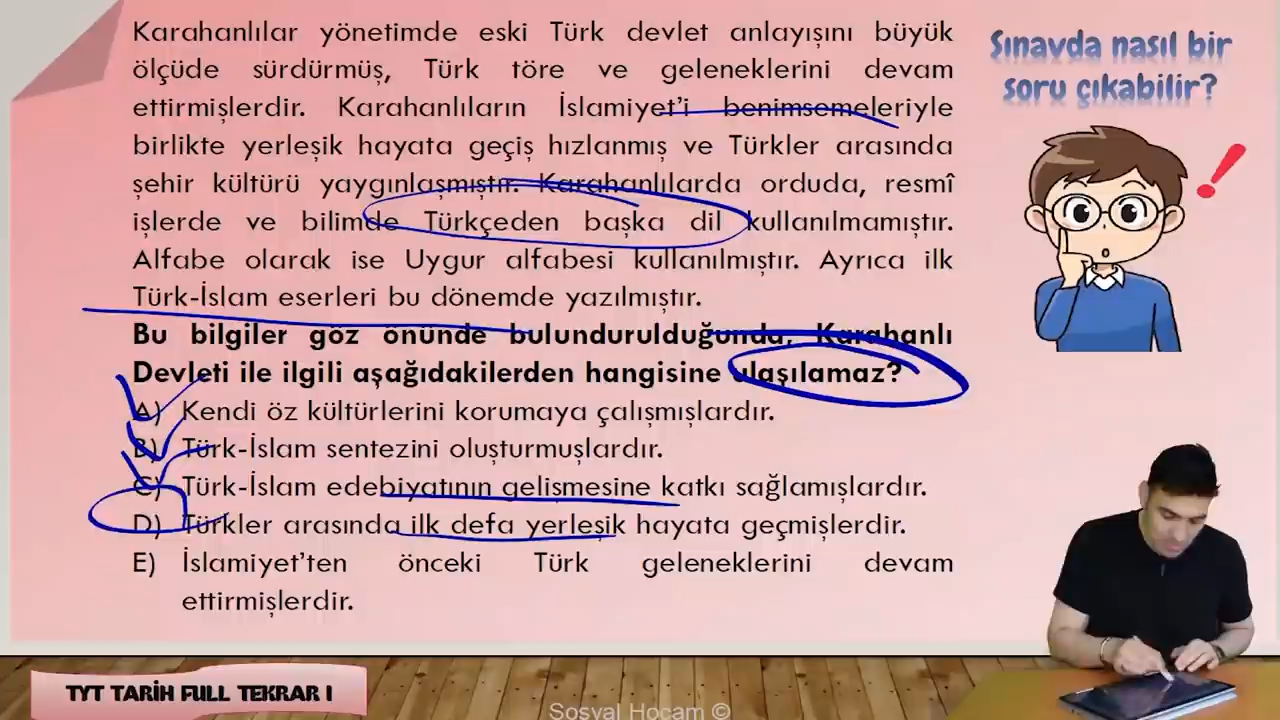 Karahanlılar yönetimde eski Türk devlet anlayışını büyük
ölçüde sürdürmüş, Türk töre ve geleneklerini devam
ettirmişlerdir. Karahanlıların İslamiyet'i benimsemeleriyle
birlikte yerleşik hayata geçiş hızlanmış ve Türkler arasında
şehir kültürü yaygınlaşmıştır. Karahanlılarda orduda, resmî
işlerde ve bilimde Türkçeden başka dil kullanılmamıştır.
Alfabe olarak ise Uygur alfabesi kullanılmıştır. Ayrıca ilk
Türk-İslam eserleri bu dönemde yazılmıştır.
Bu bilgiler göz önünde bulundurulduğunda, Karahanlı
Devleti ile ilgili aşağıdakilerden hangisine ulaşılamaz?
A) Kendi öz kültürlerini korumaya çalışmışlardır.
B) Türk-İslam sentezini oluşturmuşlardır.
C) Türk-İslam edebiyatının gelişmesine katkı sağlamışlardır.
D) Türkler arasında ilk defa yerleşik hayata geçmişlerdir.
E) İslamiyet'ten önceki Türk geleneklerini devam
ettirmişlerdir.
Sınavda nasıl bir
soru çıkabilir?
TYT TARİH FULL TEKRAR I
Sosyal Hocam ©